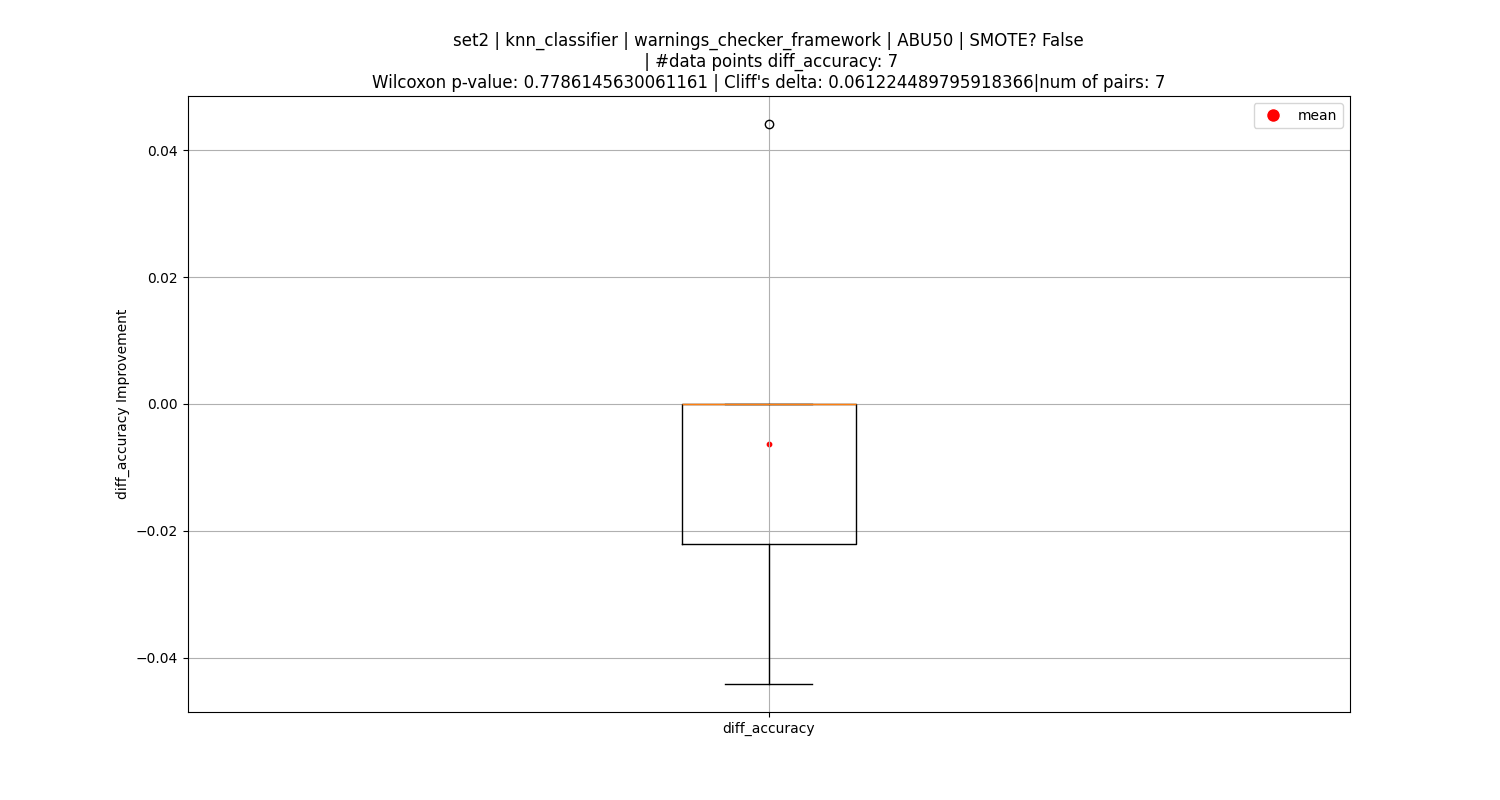 set2 | knn_classifier | warnings_checker_framework | ABU50 | SMOTE? False
| #data points diff_accuracy: 7
Wilcoxon p-value: 0.7786145630061161 | Cliff's delta: 0.061224489795918366|num of pairs: 7
mean
0.04
0.02
0.00
−0.02
−0.04
diff_accuracy Improvement
diff_accuracy